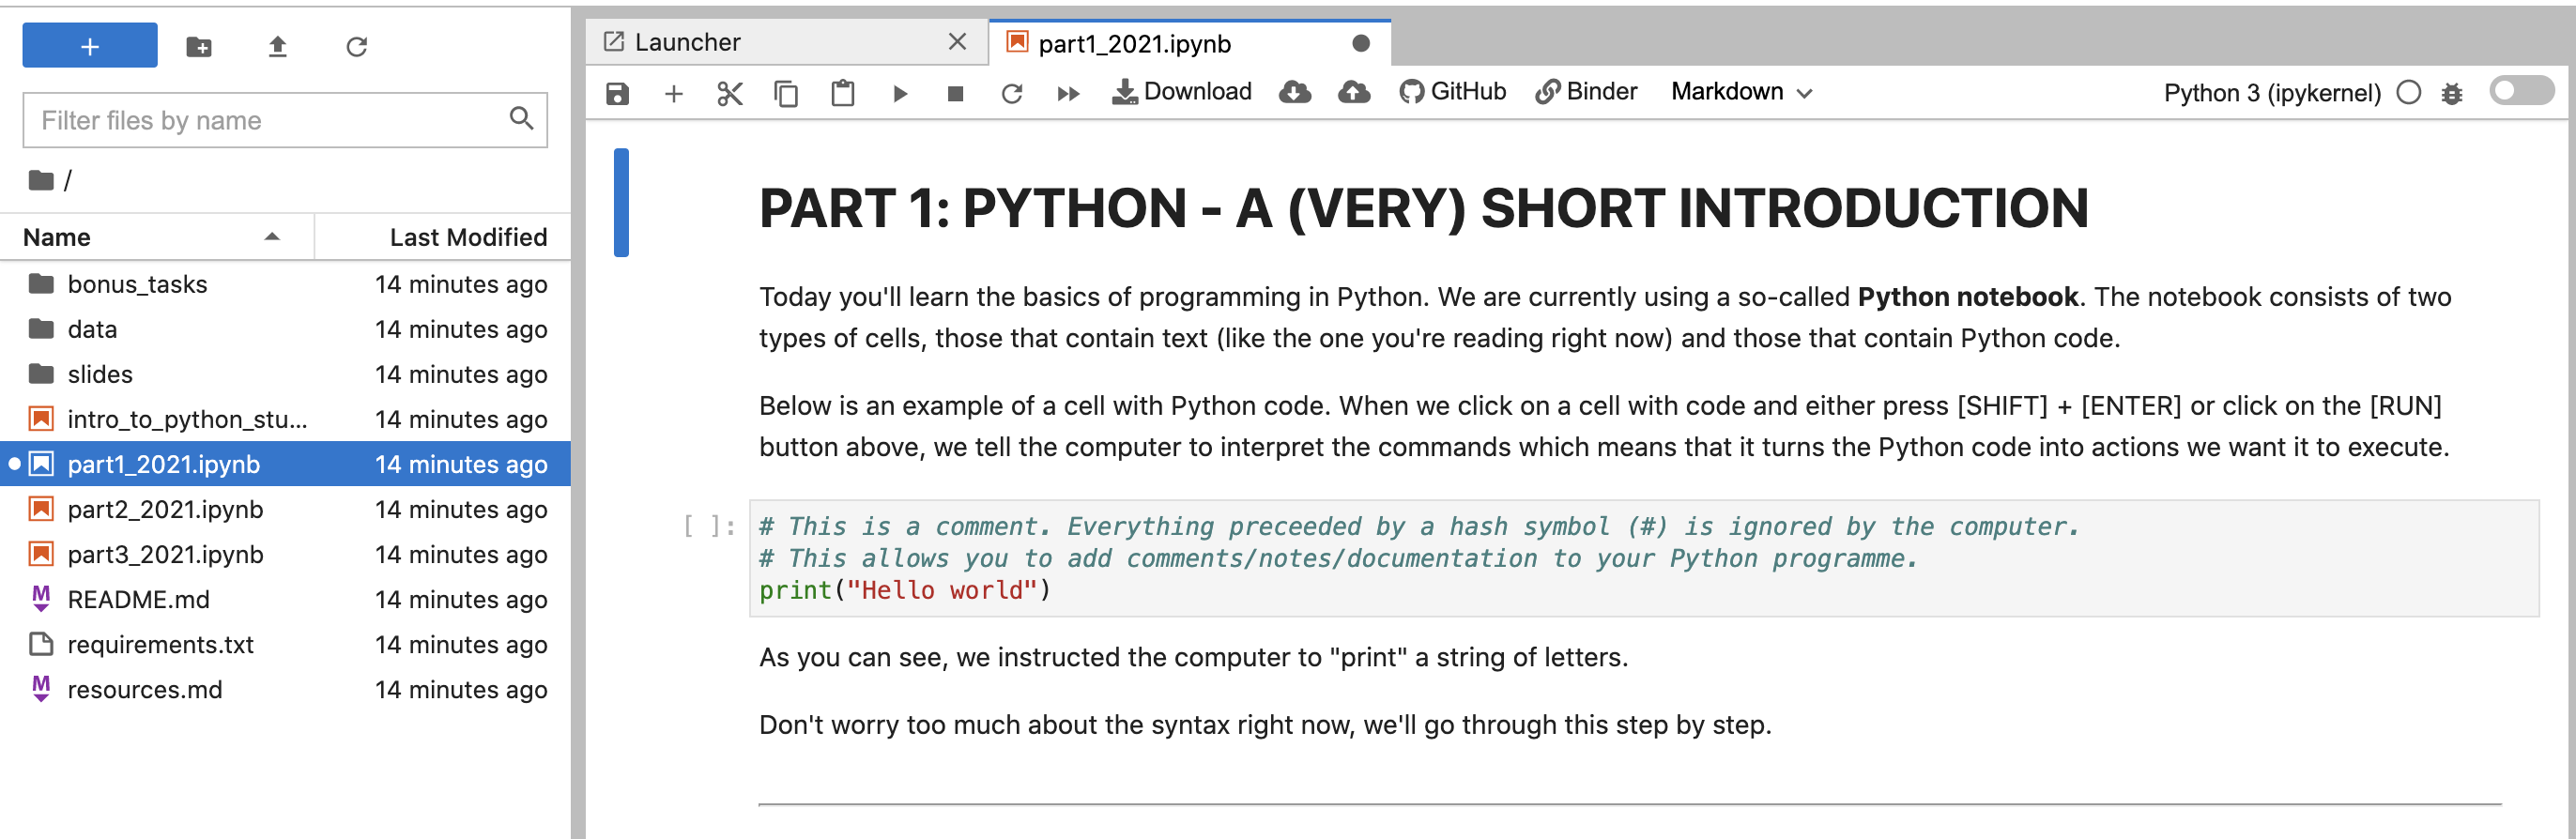 +
Filter files by name
/
Name Last Modified
bonus_tasks 14 minutes ago
data 14 minutes ago
slides 14 minutes ago
intro_to_python_stu... 14 minutes ago
part1_2021.ipynb 14 minutes ago
part2_2021.ipynb 14 minutes ago
part3_2021.ipynb 14 minutes ago
README.md 14 minutes ago
requirements.txt 14 minutes ago
resources.md 14 minutes ago
Launcher part1_2021.ipynb
Download GitHub Binder Markdown Python 3 (ipykernel)
PART 1: PYTHON - A (VERY) SHORT INTRODUCTION
Today you'll learn the basics of programming in Python. We are currently using a so-called Python notebook. The notebook consists of two
types of cells, those that contain text (like the one you're reading right now) and those that contain Python code.
Below is an example of a cell with Python code. When we click on a cell with code and either press [SHIFT] + [ENTER] or click on the [RUN]
button above, we tell the computer to interpret the commands which means that it turns the Python code into actions we want it to execute.
[ ]: # This is a comment. Everything preceeded by a hash symbol (#) is ignored by the computer.
# This allows you to add comments/notes/documentation to your Python programme.
print("Hello world")
As you can see, we instructed the computer to "print" a string of letters.
Don't worry too much about the syntax right now, we'll go through this step by step.